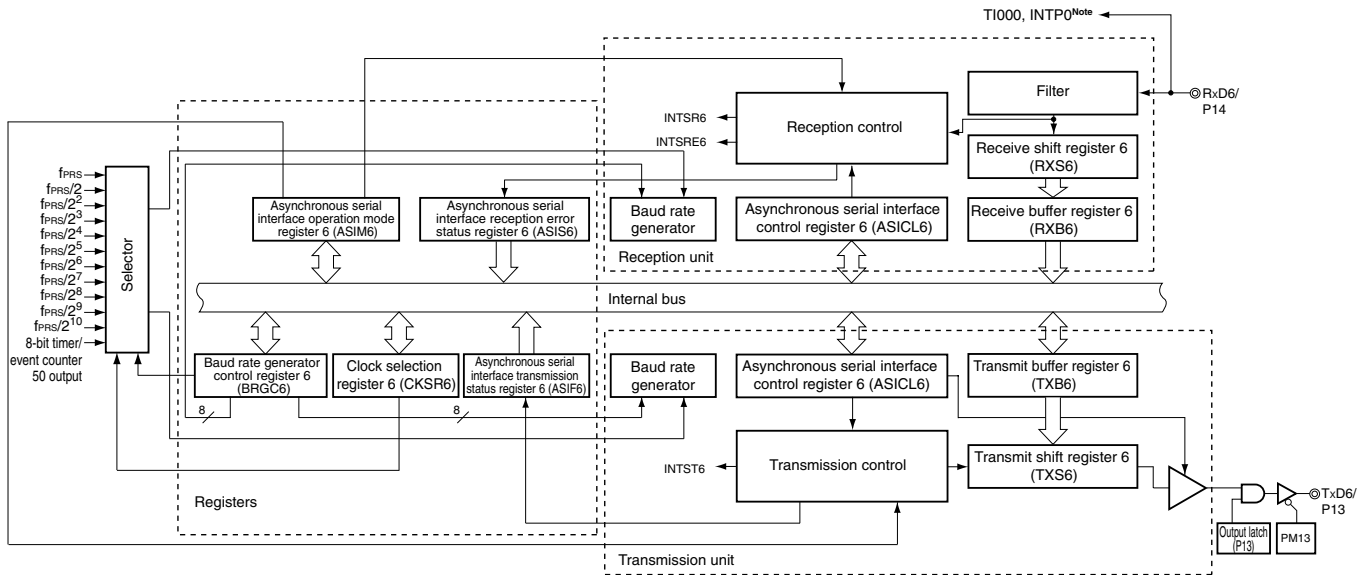 TI000, INTP0Note
Filter
RxD6/
P14
INTSR6
INTSRE6
Reception control
Receive shift register 6
(RXS6)
fPRS
fPRS/2
fPRS/2²
fPRS/2³
fPRS/2⁴
fPRS/2⁵
fPRS/2⁶
fPRS/2⁷
fPRS/2⁸
fPRS/2⁹
fPRS/2¹⁰
8-bit timer/
event counter
50 output
Selector
Asynchronous serial
interface operation mode
register 6 (ASIM6)
Asynchronous serial
interface reception error
status register 6 (ASIS6)
Baud rate
generator
Asynchronous serial interface
control register 6 (ASICL6)
Receive buffer register 6
(RXB6)
Reception unit
Internal bus
Baud rate generator
control register 6
(BRGC6)
Clock selection
register 6 (CKSR6)
Asynchronous serial
interface transmission
status register 6 (ASIF6)
Baud rate
generator
Asynchronous serial interface
control register 6 (ASICL6)
Transmit buffer register 6
(TXB6)
8
8
INTST6
Transmission control
Transmit shift register 6
(TXS6)
Registers
TxD6/
P13
Output latch
(P13)
PM13
Transmission unit